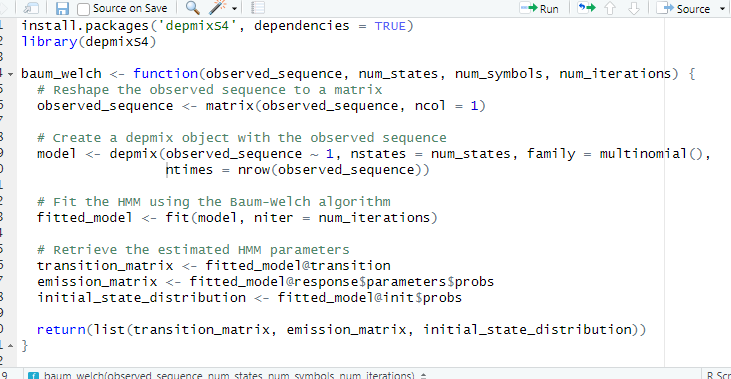 Source on Save
Run
Source
install.packages('depmixS4', dependencies = TRUE)
library(depmixS4)
baum_welch <- function(observed_sequence, num_states, num_symbols, num_iterations) {
# Reshape the observed sequence to a matrix
observed_sequence <- matrix(observed_sequence, ncol = 1)
# Create a depmix object with the observed sequence
model <- depmix(observed_sequence ~ 1, nstates = num_states, family = multinomial(),
ntimes = nrow(observed_sequence))
# Fit the HMM using the Baum-Welch algorithm
fitted_model <- fit(model, niter = num_iterations)
# Retrieve the estimated HMM parameters
transition_matrix <- fitted_model@transition
emission_matrix <- fitted_model@response$parameters$probs
initial_state_distribution <- fitted_model@init$probs
return(list(transition_matrix, emission_matrix, initial_state_distribution))
}
baum_welch(observed_sequence, num_states, num_symbols, num_iterations)
R Scr